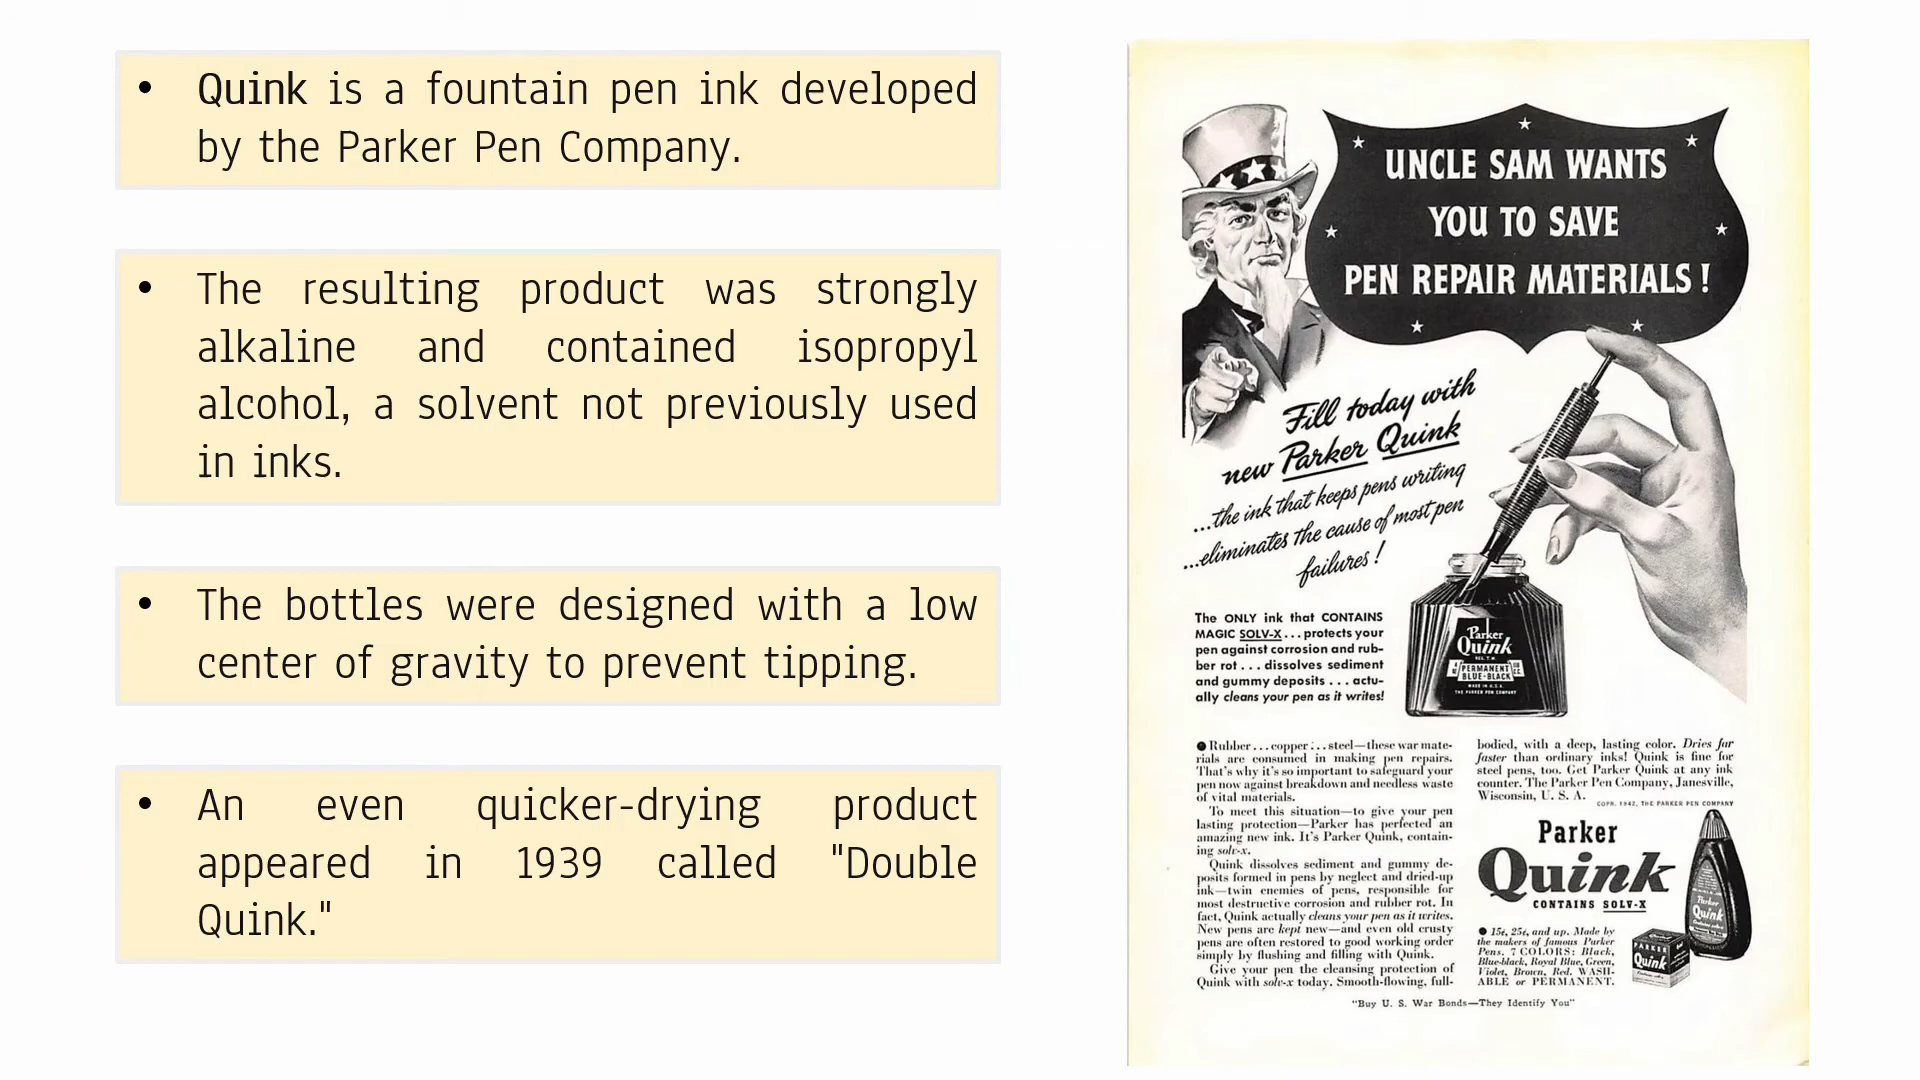 • Quink is a fountain pen ink developed
by the Parker Pen Company.
• The resulting product was strongly
alkaline and contained isopropyl
alcohol, a solvent not previously used
in inks.
• The bottles were designed with a low
center of gravity to prevent tipping.
• An even quicker-drying product
appeared in 1939 called "Double
Quink."
UNCLE SAM WANTS
YOU TO SAVE
PEN REPAIR MATERIALS!
Fill today with
new Parker Quink
...the ink that keeps pens writing
...eliminates the cause of most pen
failures!
The ONLY ink that CONTAINS
MAGIC SOLV-X... protects your
pen against corrosion and rub-
ber rot... dissolves sediment
and gummy deposits... actu-
ally cleans your pen as it writes!
Parker
Quink
PERMANENT
BLUE-BLACK
MADE IN U.S.A.
THE PARKER PEN COMPANY
● Rubber... copper... steel—these war mate-
rials are consumed in making pen repairs.
That's why it's so important to safeguard your
pen now against breakdown and needless waste
of vital materials.
To meet this situation—to give your pen
lasting protection—Parker has perfected an
amazing new ink. It's Parker Quink, contain-
ing solv-x.
Quink dissolves sediment and gummy de-
posits formed in pens by neglect and dried-up
ink—twin enemies of pens, responsible for
most destructive corrosion and rubber rot. In
fact, Quink actually cleans your pen as it writes.
New pens are kept new—and even old crusty
pens are often restored to good working order
simply by flushing and filling with Quink.
Give your pen the cleansing protection of
Quink with solv-x today. Smooth-flowing, full-
bodied, with a deep, lasting color. Dries far
faster than ordinary inks! Quink is fine for
steel pens, too. Get Parker Quink at any ink
counter. The Parker Pen Company, Janesville,
Wisconsin, U. S. A.
COPR. 1942, THE PARKER PEN COMPANY
Parker
Quink
CONTAINS SOLV-X
● 15¢, 25¢, and up. Made by
the makers of famous Parker
Pens. 7 COLORS: Black,
Blue-black, Royal Blue, Green,
Violet, Brown, Red. WASH-
ABLE or PERMANENT.
PARKER
Quink
Parker
Quink
"Buy U. S. War Bonds—They Identify You"